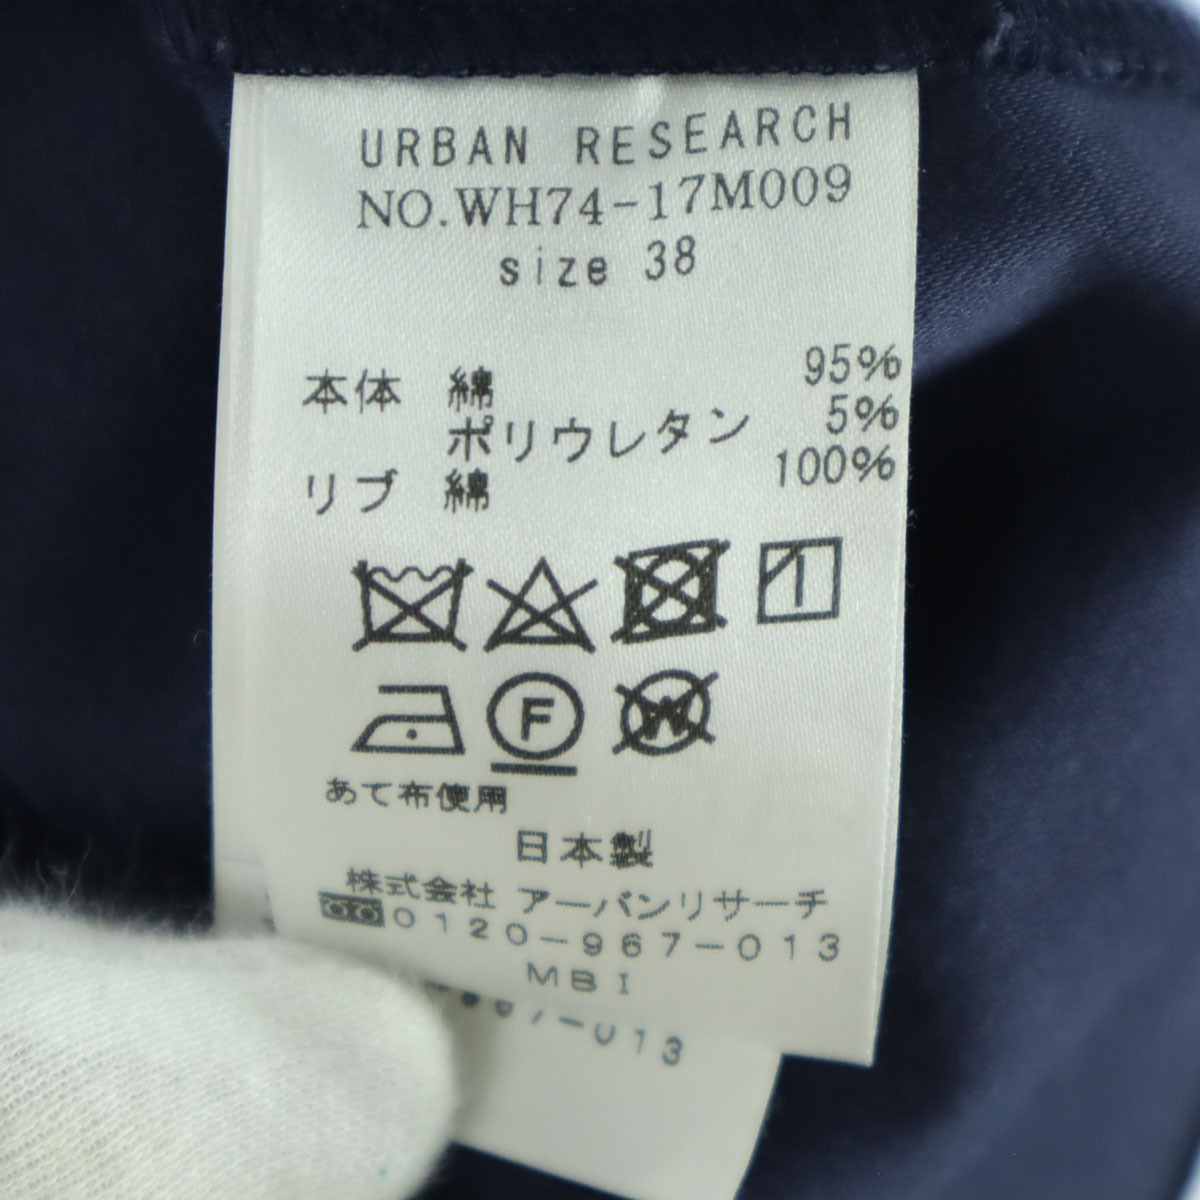 URBAN RESEARCH
NO.WH74-17M009
size 38
本体 綿 95%
ポリウレタン 5%
リブ 綿 100%
F
W
あて布使用
日本製
株式会社 アーバンリサーチ
0120-967-013
MBI
967-013